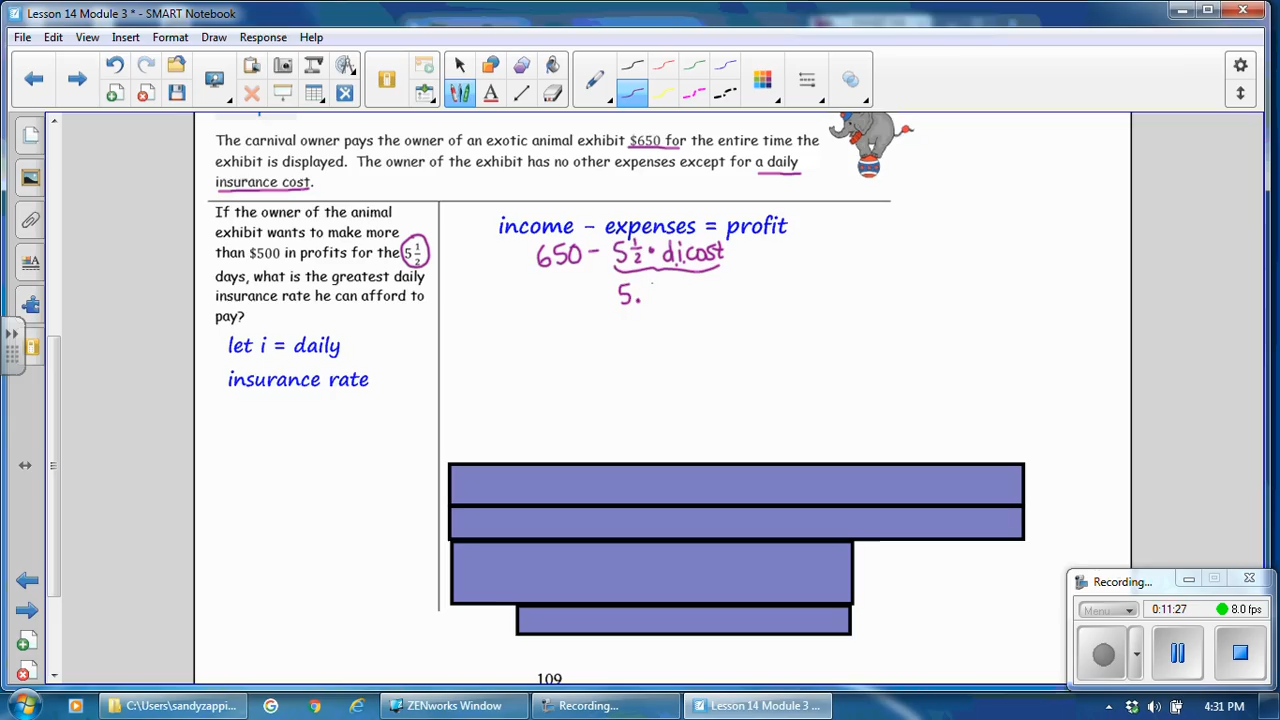 Lesson 14 Module 3 * - SMART Notebook
File Edit View Insert Format Draw Response Help
The carnival owner pays the owner of an exotic animal exhibit $650 for the entire time the
exhibit is displayed. The owner of the exhibit has no other expenses except for a daily
insurance cost.
If the owner of the animal
exhibit wants to make more
than $500 in profits for the 5 1/2
days, what is the greatest daily
insurance rate he can afford to
pay?
let i = daily
insurance rate
income - expenses = profit
650 - 5 1/2 • d.i.cost
5.
109
Recording...
Menu
0:11:27
8.0 fps
C:\Users\sandyzappi...
ZENworks Window
Recording...
Lesson 14 Module 3 ...
4:31 PM